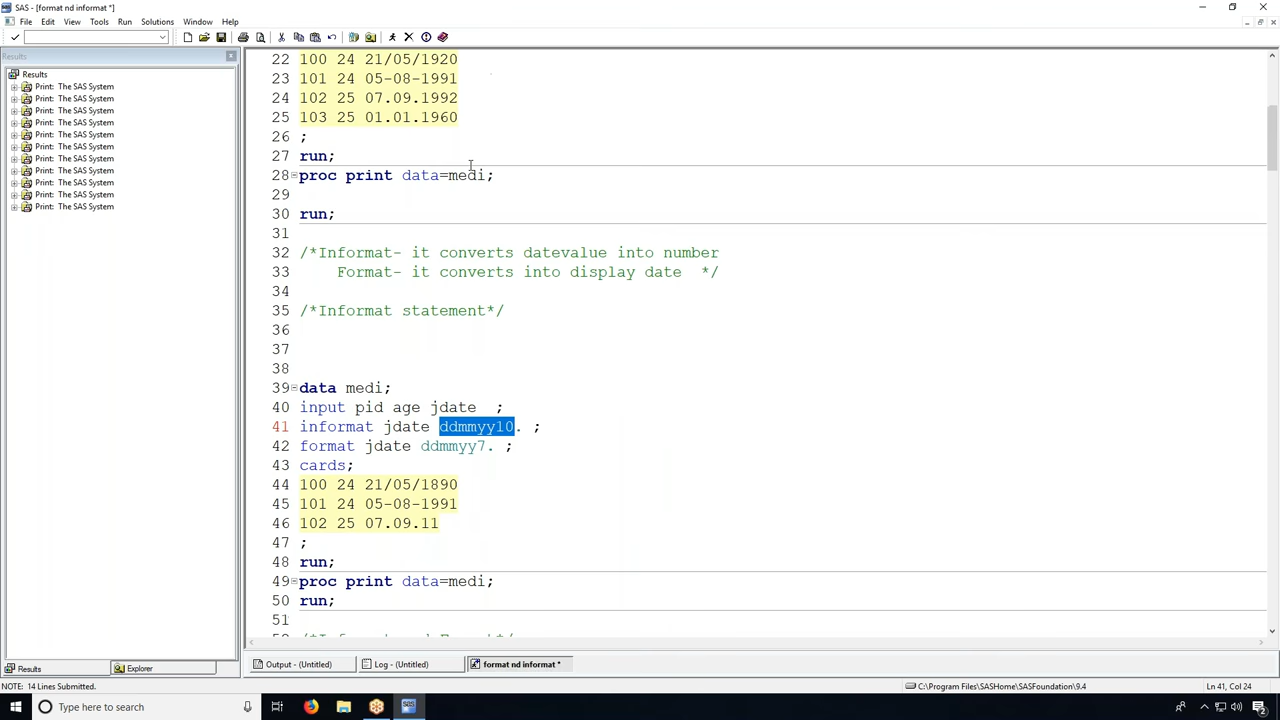 SAS - [format nd informat *]
File Edit View Tools Run Solutions Window Help
Results
Results
Print: The SAS System
Print: The SAS System
Print: The SAS System
Print: The SAS System
Print: The SAS System
Print: The SAS System
Print: The SAS System
Print: The SAS System
Print: The SAS System
Print: The SAS System
Print: The SAS System
22 100 24 21/05/1920
23 101 24 05-08-1991
24 102 25 07.09.1992
25 103 25 01.01.1960
26 ;
27 run;
28 proc print data=medi;
29
30 run;
31
32 /*Informat- it converts datevalue into number
33 Format- it converts into display date */
34
35 /*Informat statement*/
36
37
38
39 data medi;
40 input pid age jdate ;
41 informat jdate ddmmyy10. ;
42 format jdate ddmmyy7. ;
43 cards;
44 100 24 21/05/1890
45 101 24 05-08-1991
46 102 25 07.09.11
47 ;
48 run;
49 proc print data=medi;
50 run;
51
Results Explorer
Output - (Untitled) Log - (Untitled) format nd informat *
NOTE: 14 Lines Submitted.
C:\Program Files\SASHome\SASFoundation\9.4
Ln 41, Col 24
Type here to search
2